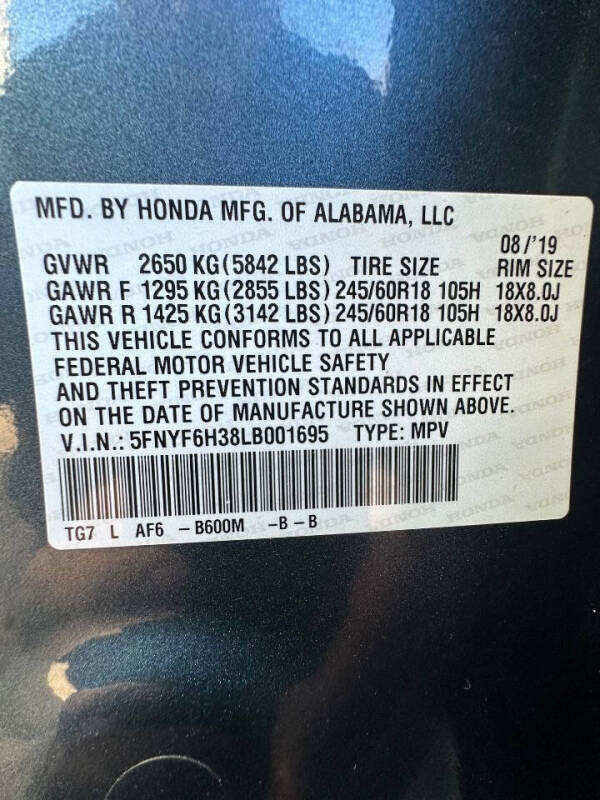 MFD. BY HONDA MFG. OF ALABAMA, LLC
08/'19
GVWR 2650 KG(5842 LBS) TIRE SIZE RIM SIZE
GAWR F 1295 KG(2855 LBS) 245/60R18 105H 18X8.0J
GAWR R 1425 KG(3142 LBS) 245/60R18 105H 18X8.0J
THIS VEHICLE CONFORMS TO ALL APPLICABLE
FEDERAL MOTOR VEHICLE SAFETY
AND THEFT PREVENTION STANDARDS IN EFFECT
ON THE DATE OF MANUFACTURE SHOWN ABOVE.
V.I.N.: 5FNYF6H38LB001695 TYPE: MPV
TG7 L AF6 -B600M -B-B